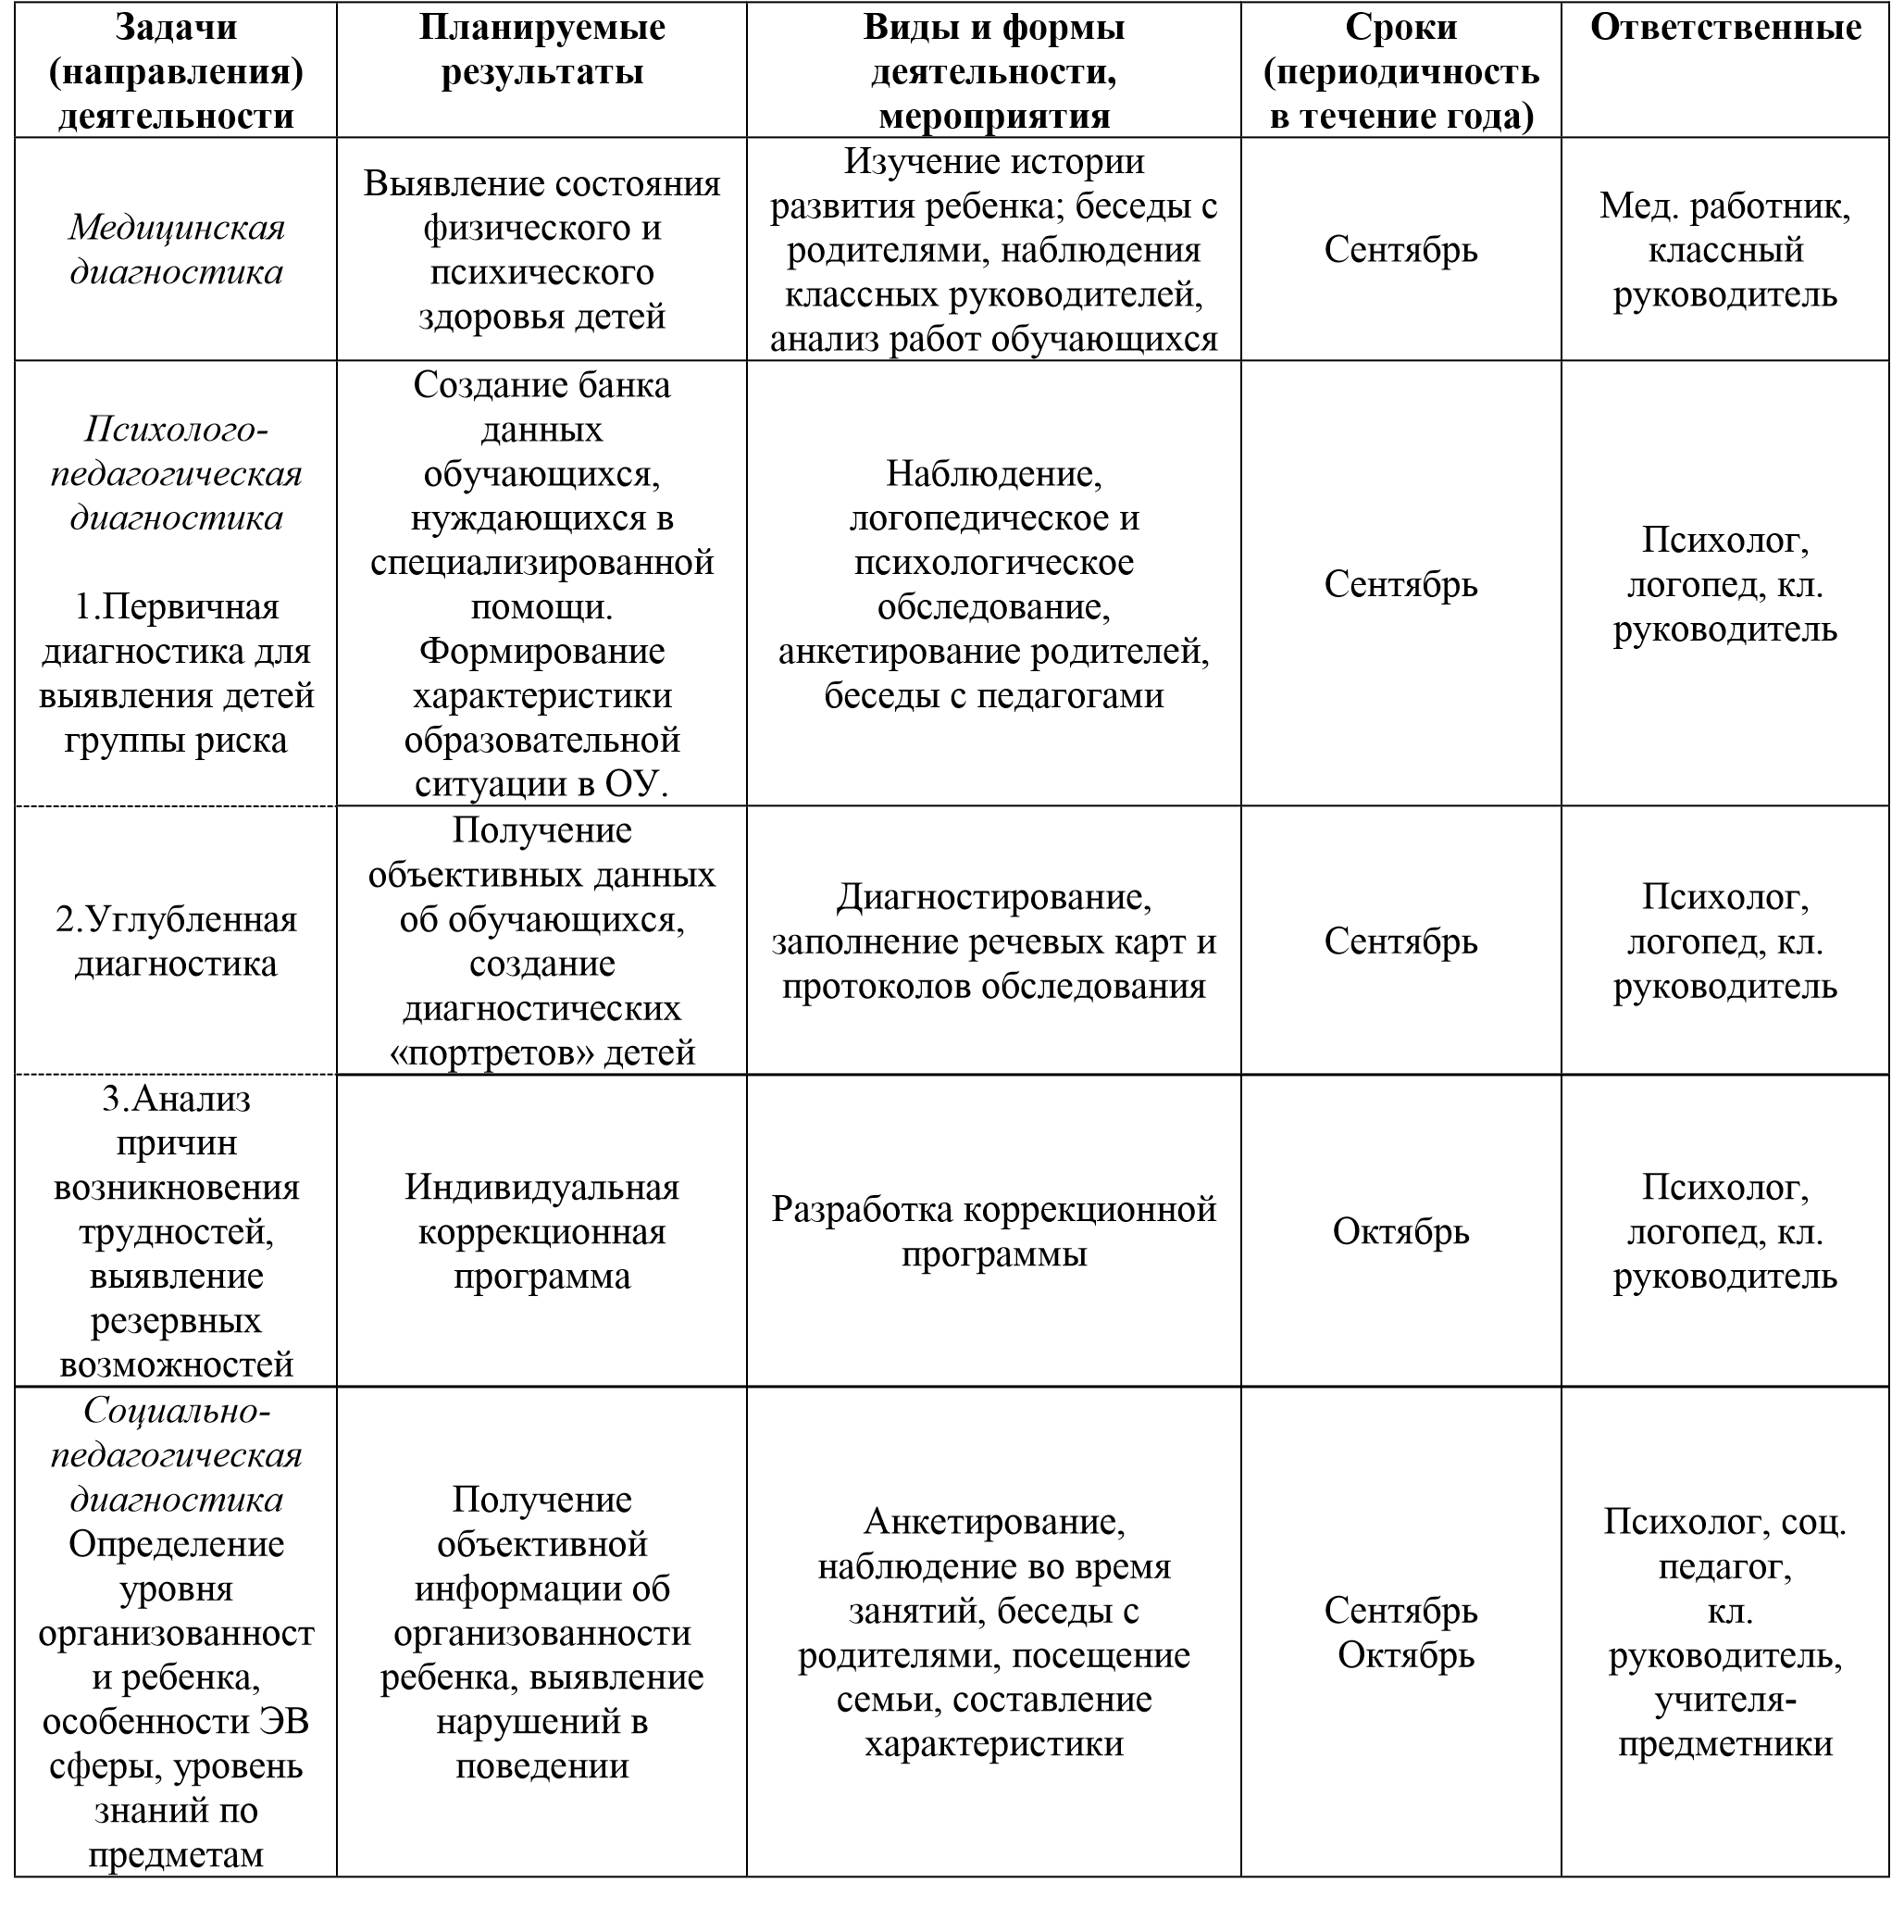 Задачи
(направления)
деятельности
Планируемые
результаты
Виды и формы
деятельности,
мероприятия
Сроки
(периодичность
в течение года)
Ответственные
Медицинская
диагностика
Выявление состояния
физического и
психического
здоровья детей
Изучение истории
развития ребенка; беседы с
родителями, наблюдения
классных руководителей,
анализ работ обучающихся
Сентябрь
Мед. работник,
классный
руководитель
Психолого-
педагогическая
диагностика
1.Первичная
диагностика для
выявления детей
группы риска
Создание банка
данных
обучающихся,
нуждающихся в
специализированной
помощи.
Формирование
характеристики
образовательной
ситуации в ОУ.
Наблюдение,
логопедическое и
психологическое
обследование,
анкетирование родителей,
беседы с педагогами
Сентябрь
Психолог,
логопед, кл.
руководитель
2.Углубленная
диагностика
Получение
объективных данных
об обучающихся,
создание
диагностических
«портретов» детей
Диагностирование,
заполнение речевых карт и
протоколов обследования
Сентябрь
Психолог,
логопед, кл.
руководитель
3.Анализ
причин
возникновения
трудностей,
выявление
резервных
возможностей
Индивидуальная
коррекционная
программа
Разработка коррекционной
программы
Октябрь
Психолог,
логопед, кл.
руководитель
Социально-
педагогическая
диагностика
Определение
уровня
организованност
и ребенка,
особенности ЭВ
сферы, уровень
знаний по
предметам
Получение
объективной
информации об
организованности
ребенка, выявление
нарушений в
поведении
Анкетирование,
наблюдение во время
занятий, беседы с
родителями, посещение
семьи, составление
характеристики
Сентябрь
Октябрь
Психолог, соц.
педагог,
кл.
руководитель,
учителя-
предметники